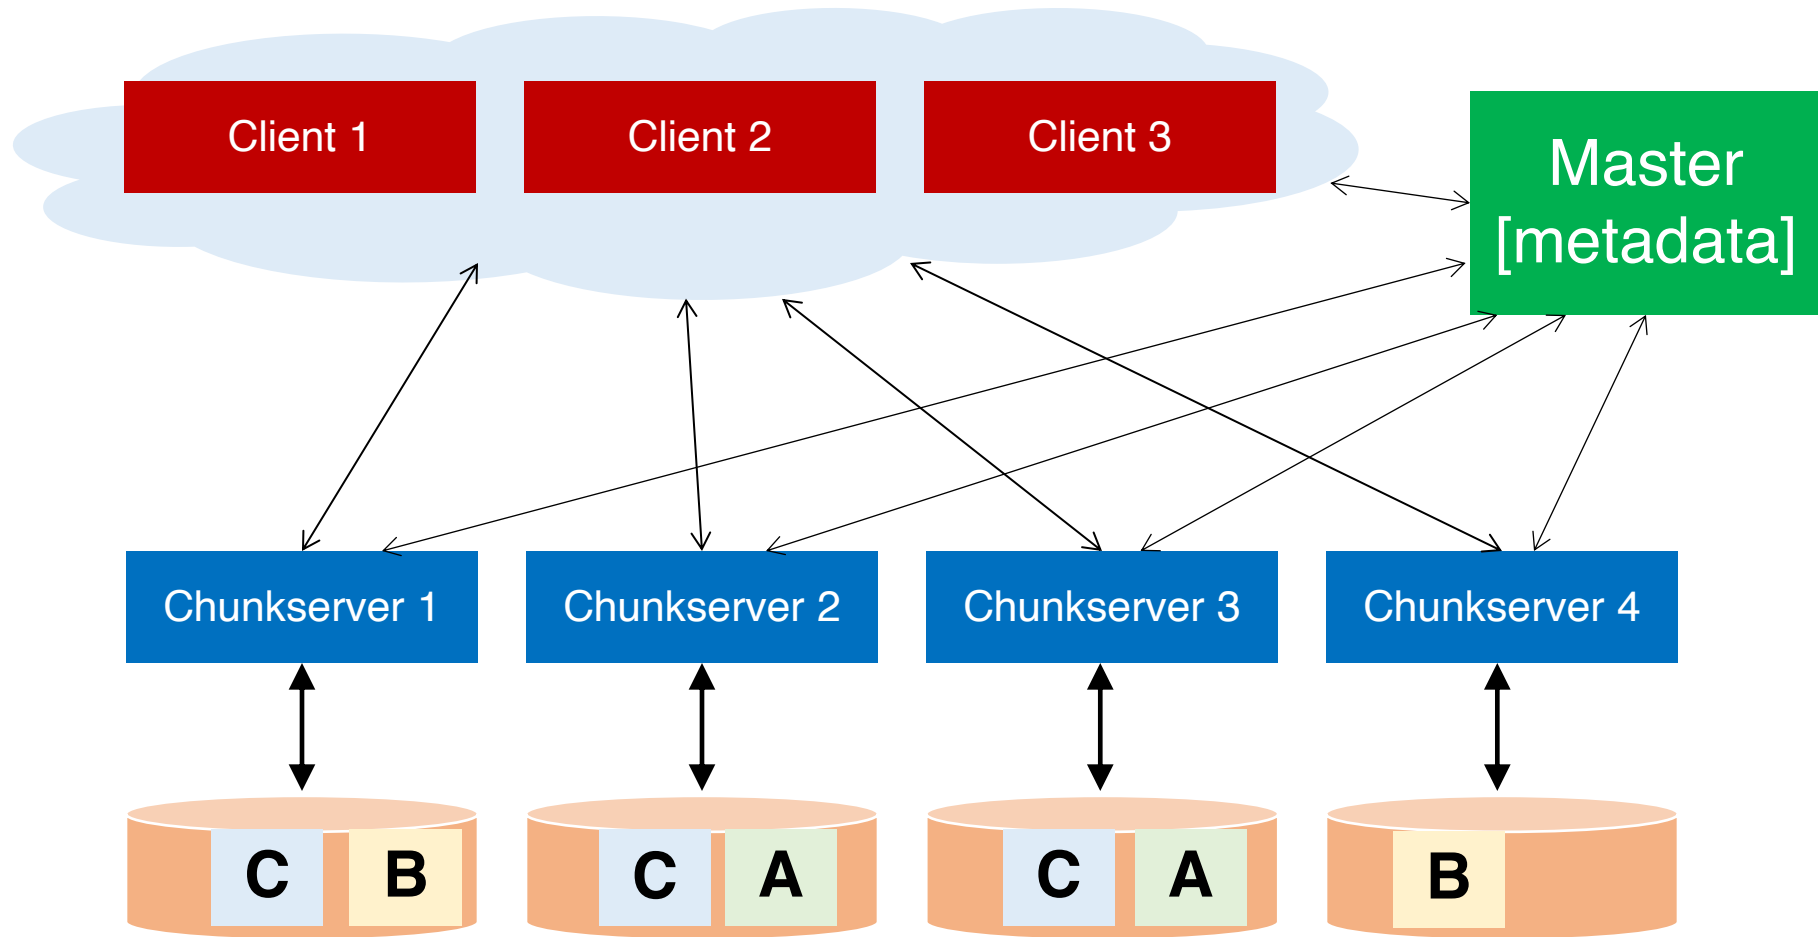 Client 1
Client 2
Client 3
Master
[metadata]
Chunkserver 1
Chunkserver 2
Chunkserver 3
Chunkserver 4
C
B
C
A
C
A
B